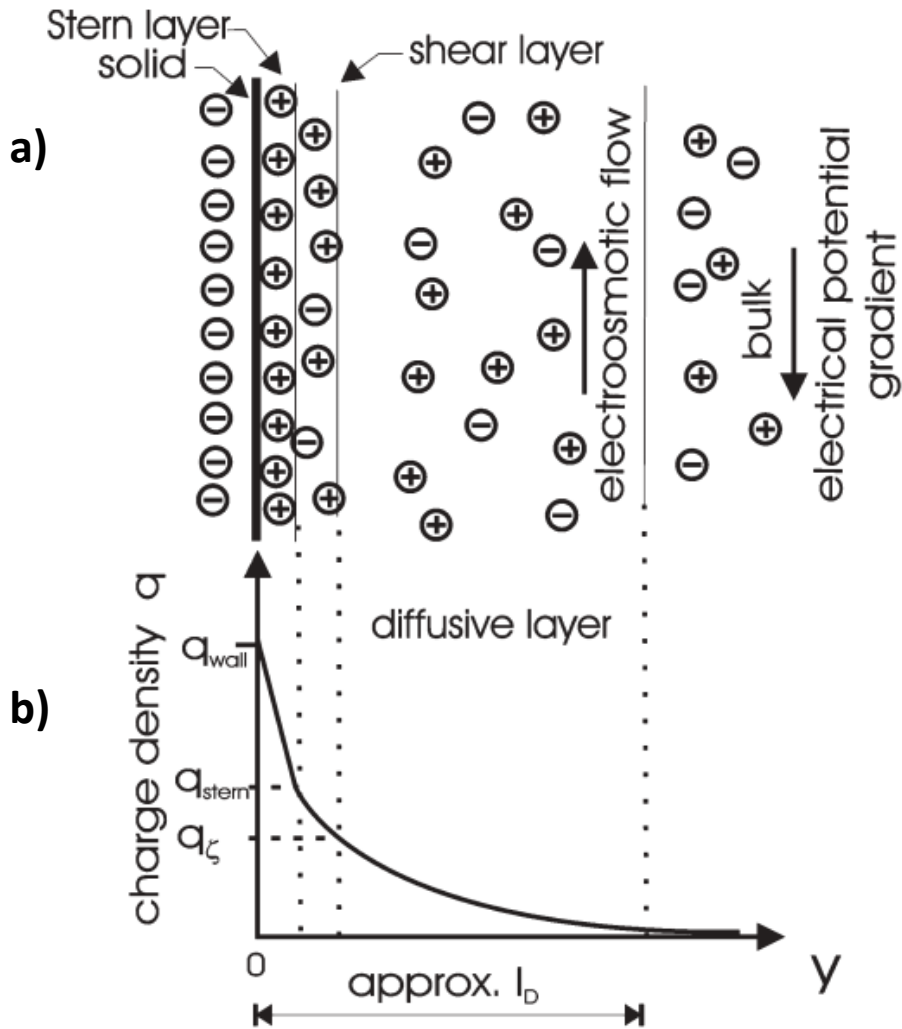 Stern layer
solid
shear layer
a)
electroosmotic flow
bulk
electrical potential
gradient
charge density q
diffusive layer
q_wall
b)
q_stern
q_ζ
0
y
approx. l_D